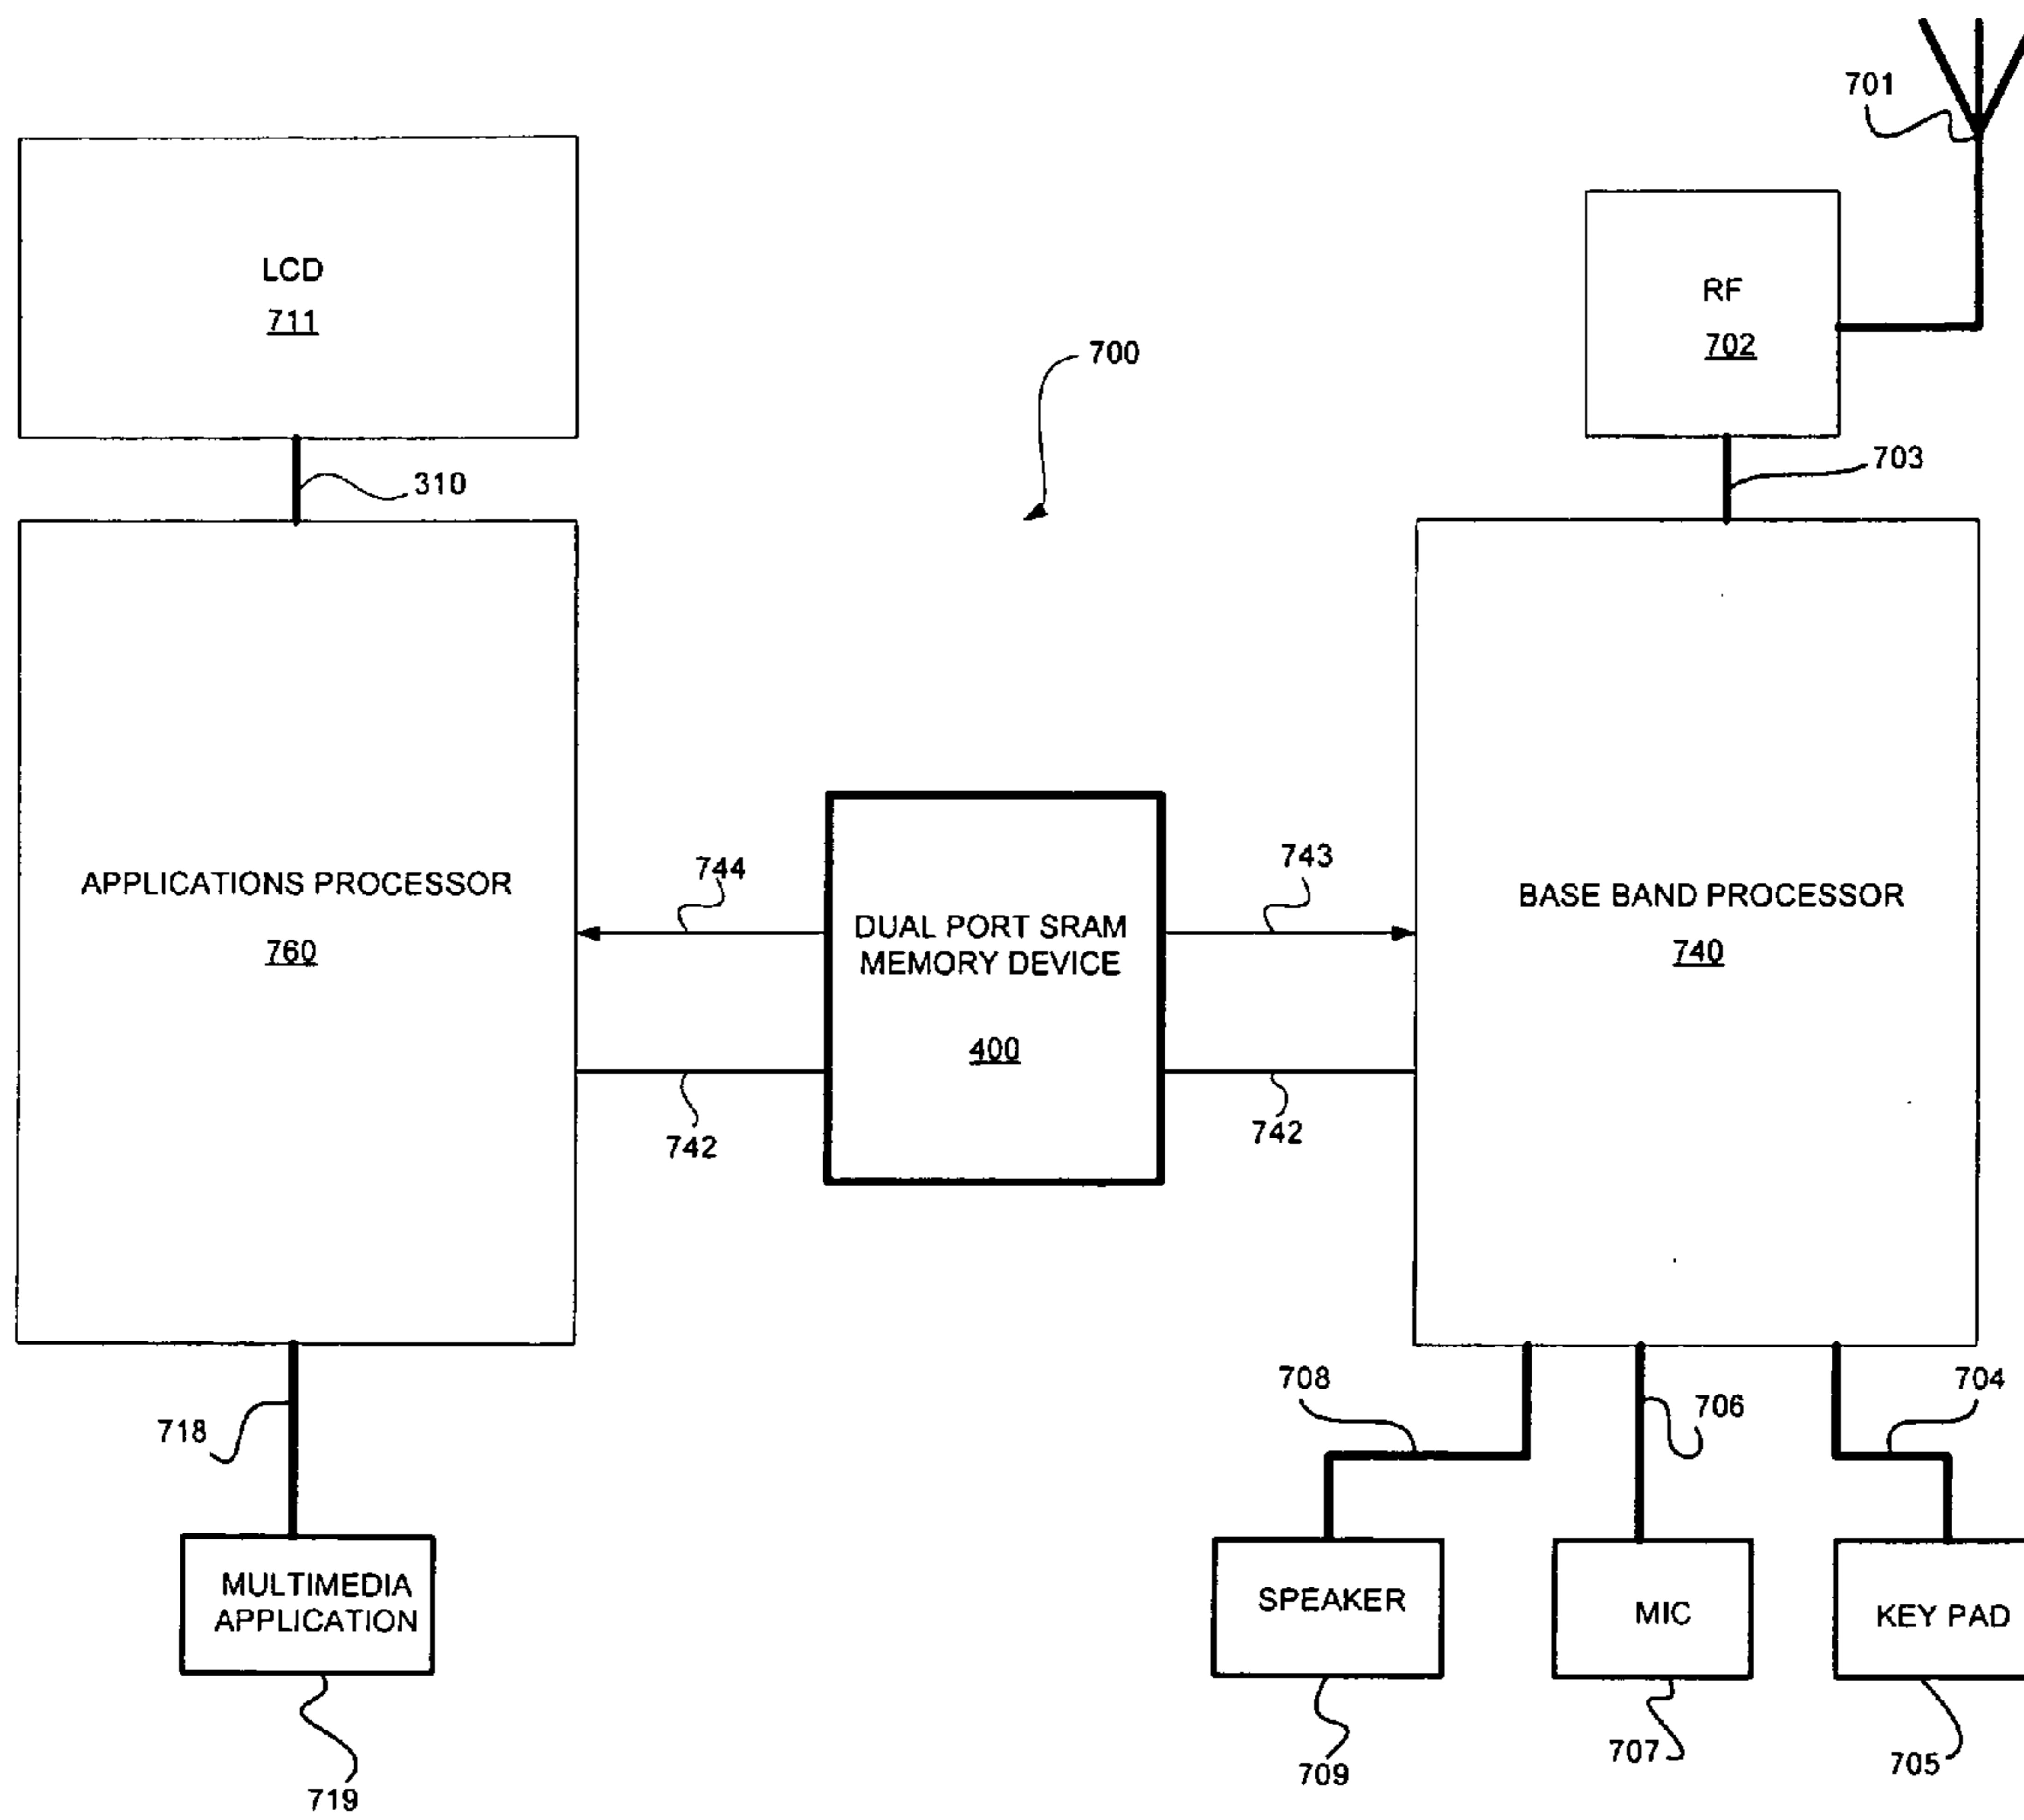 701
LCD
711
RF
702
700
310
703
APPLICATIONS PROCESSOR
760
744
DUAL PORT SRAM
MEMORY DEVICE
400
743
BASE BAND PROCESSOR
740
742
742
718
708
706
704
MULTIMEDIA
APPLICATION
SPEAKER
MIC
KEY PAD
719
709
707
705